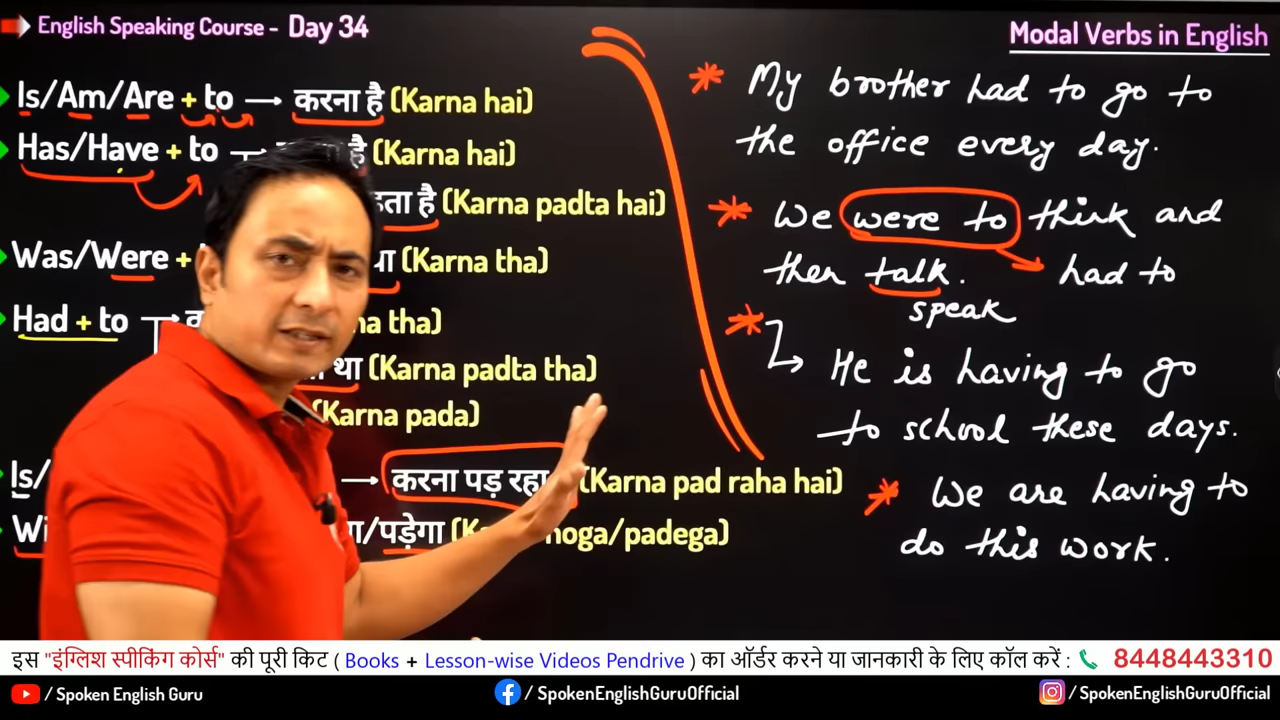 English Speaking Course - Day 34
Modal Verbs in English
Is/Am/Are + to → करना है (Karna hai)
Has/Have + to → है (Karna hai)
(Karna padta hai)
Was/Were + (Karna tha)
Had + to → tha)
था (Karna padta tha)
(Karna pada)
Is/ → करना पड़ रहा (Karna pad raha hai)
/पड़ेगा hoga/padega)
* My brother had to go to
the office every day.
* We were to think and
then talk. had to
speak
* He is having to go
to school these days.
* We are having to
do this work.
इस "इंग्लिश स्पीकिंग कोर्स" की पूरी किट ( Books + Lesson-wise Videos Pendrive ) का ऑर्डर करने या जानकारी के लिए कॉल करें : 8448443310
/ Spoken English Guru
/ SpokenEnglishGuruOfficial
/ SpokenEnglishGuruOfficial